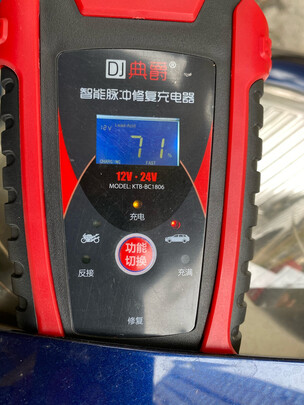 DJ 典爵®
智能脉冲修复充电器
12V
71%
12V · 24V
MODEL: KTB-BC1806
充电
功能
切换
反接
充满
修复